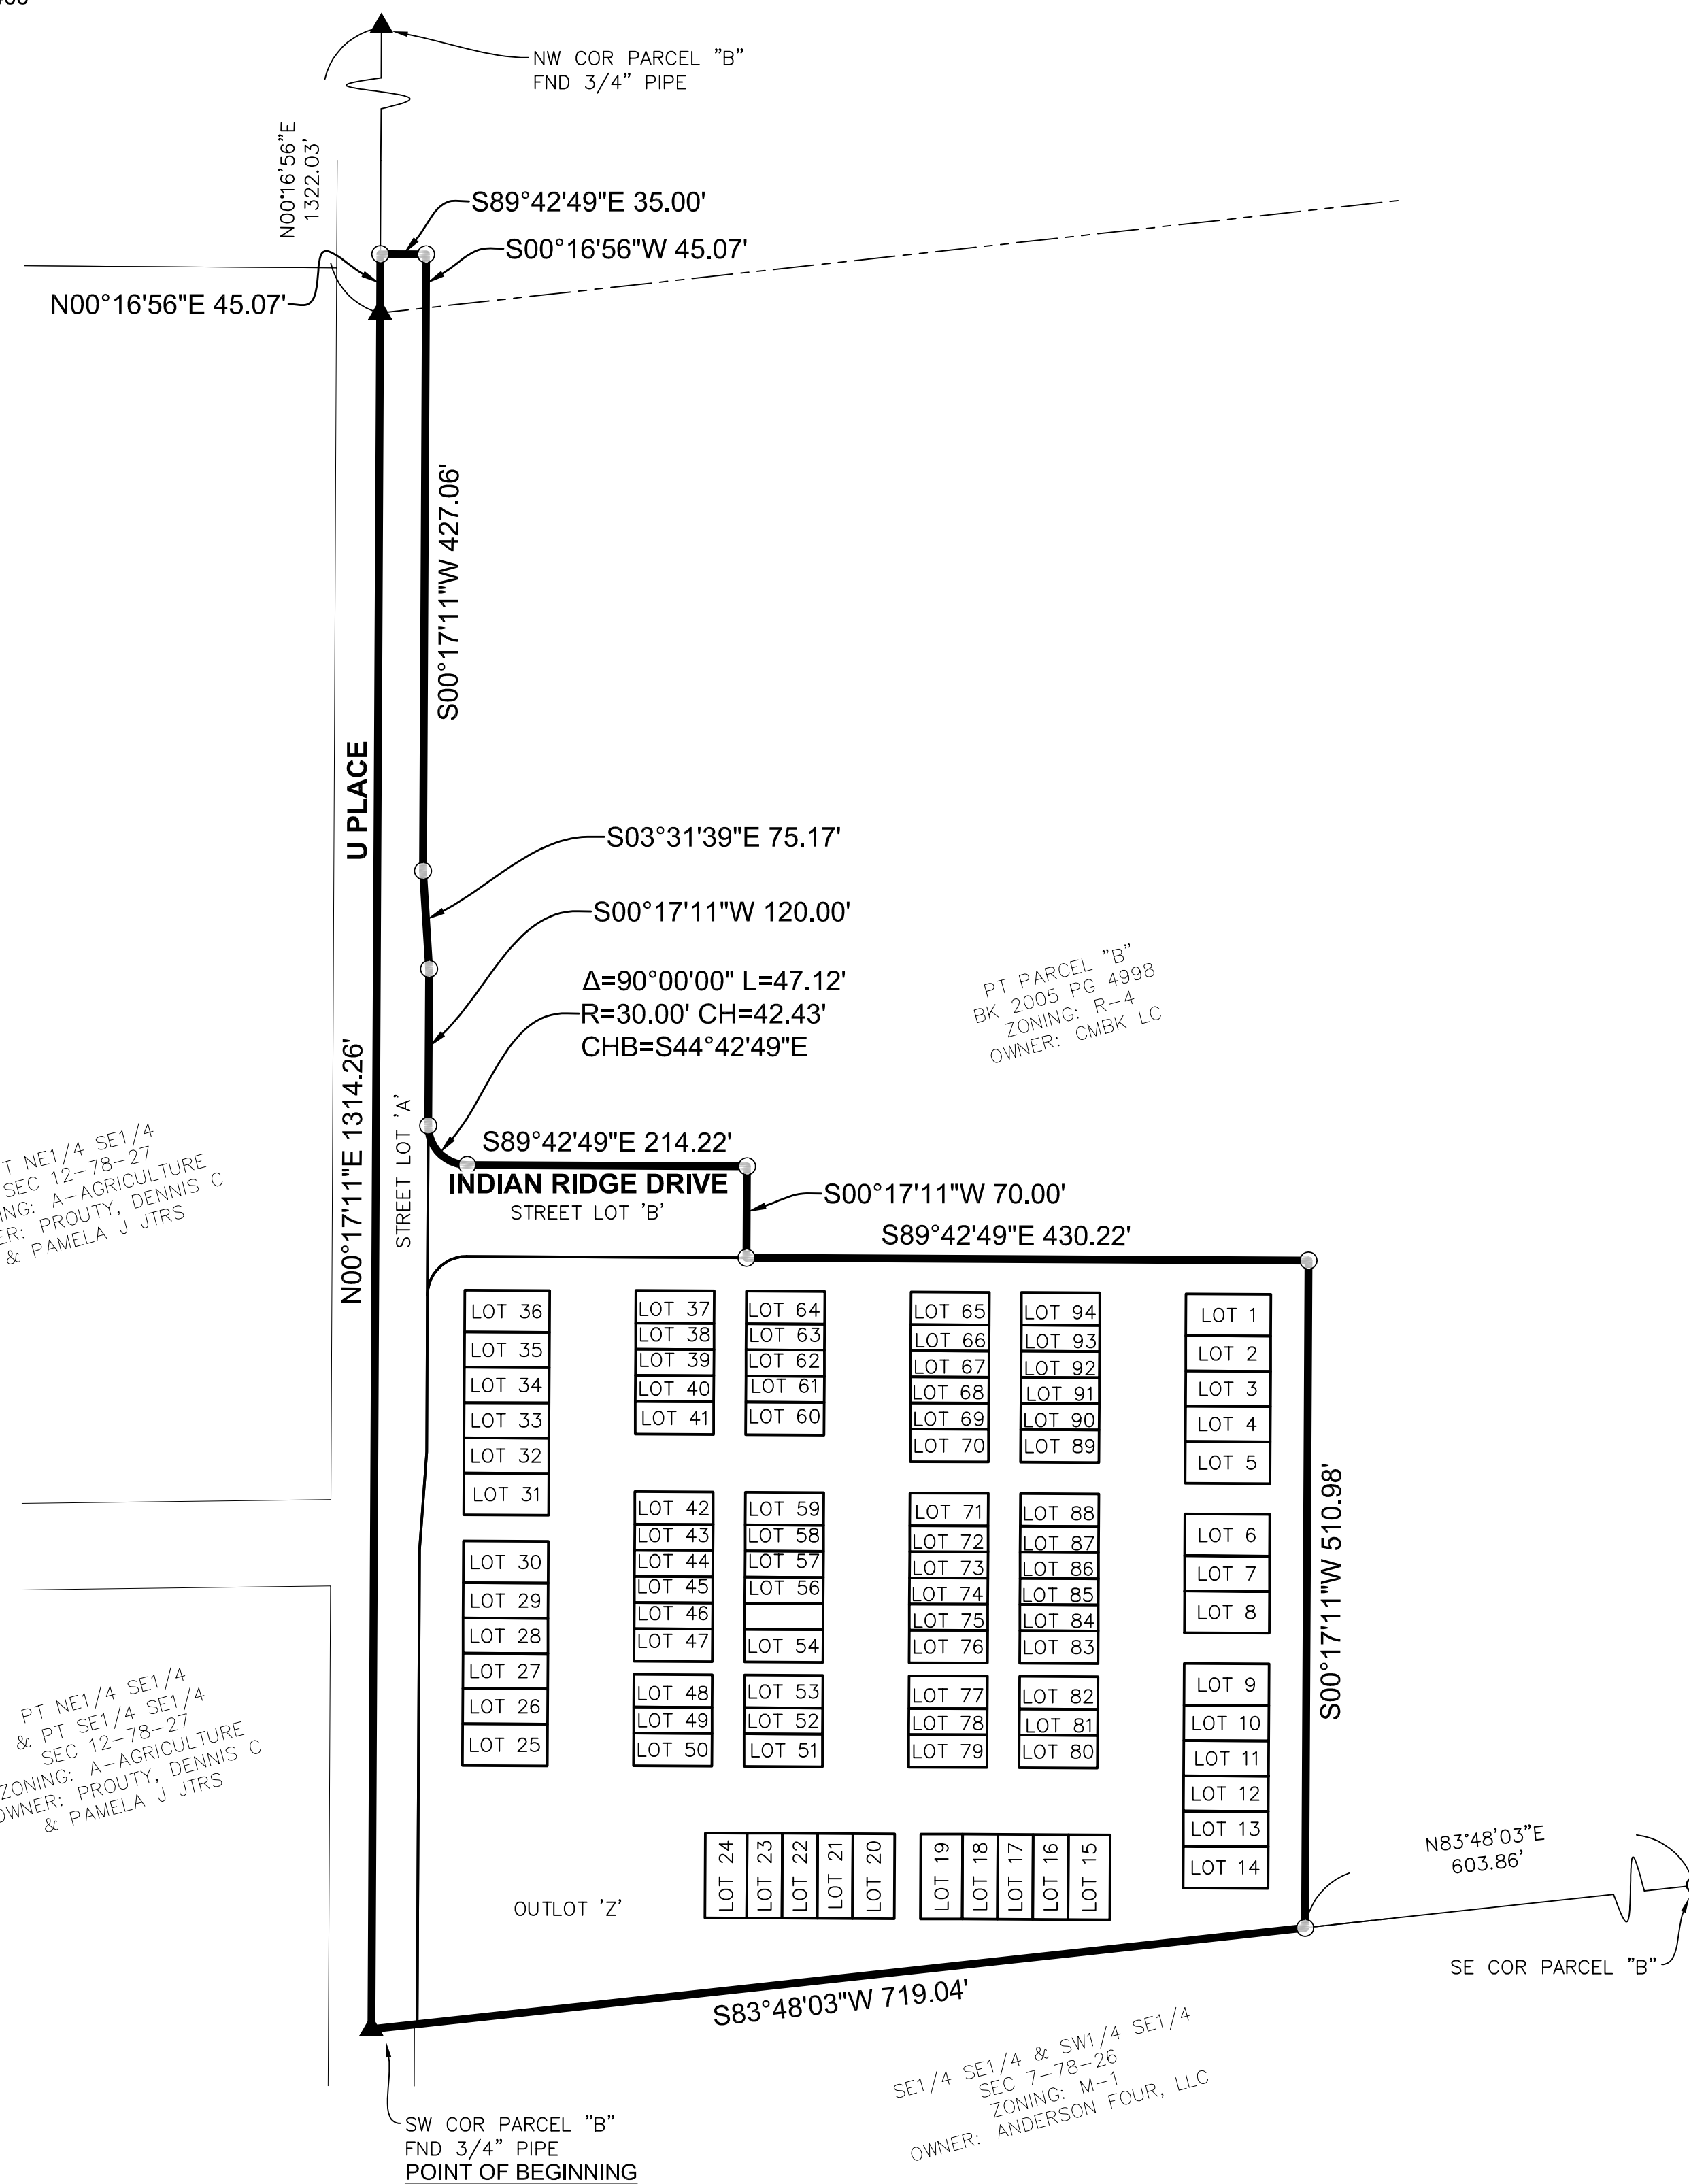 NW COR PARCEL "B"
FND 3/4" PIPE
N00°16'56"E
1322.03'
S89°42'49"E 35.00'
S00°16'56"W 45.07'
N00°16'56"E 45.07'
S00°17'11"W 427.06'
U PLACE
S03°31'39"E 75.17'
S00°17'11"W 120.00'
Δ=90°00'00" L=47.12'
R=30.00' CH=42.43'
CHB=S44°42'49"E
PT PARCEL "B"
BK 2005 PG 4998
ZONING: R-4
OWNER: CMBK LC
N00°17'11"E 1314.26'
STREET LOT 'A'
S89°42'49"E 214.22'
INDIAN RIDGE DRIVE
STREET LOT 'B'
S00°17'11"W 70.00'
S89°42'49"E 430.22'
T NE1/4 SE1/4
SEC 12-78-27
ING: A-AGRICULTURE
ER: PROUTY, DENNIS C
& PAMELA J JTRS
LOT 36
LOT 35
LOT 34
LOT 33
LOT 32
LOT 31
LOT 30
LOT 29
LOT 28
LOT 27
LOT 26
LOT 25
LOT 37
LOT 38
LOT 39
LOT 40
LOT 41
LOT 42
LOT 43
LOT 44
LOT 45
LOT 46
LOT 47
LOT 48
LOT 49
LOT 50
LOT 64
LOT 63
LOT 62
LOT 61
LOT 60
LOT 59
LOT 58
LOT 57
LOT 56
LOT 54
LOT 53
LOT 52
LOT 51
LOT 65
LOT 66
LOT 67
LOT 68
LOT 69
LOT 70
LOT 71
LOT 72
LOT 73
LOT 74
LOT 75
LOT 76
LOT 77
LOT 78
LOT 79
LOT 94
LOT 93
LOT 92
LOT 91
LOT 90
LOT 89
LOT 88
LOT 87
LOT 86
LOT 85
LOT 84
LOT 83
LOT 82
LOT 81
LOT 80
LOT 1
LOT 2
LOT 3
LOT 4
LOT 5
LOT 6
LOT 7
LOT 8
LOT 9
LOT 10
LOT 11
LOT 12
LOT 13
LOT 14
S00°17'11"W 510.98'
PT NE1/4 SE1/4
& PT SE1/4 SE1/4
SEC 12-78-27
ZONING: A-AGRICULTURE
OWNER: PROUTY, DENNIS C
& PAMELA J JTRS
LOT 24
LOT 23
LOT 22
LOT 21
LOT 20
LOT 19
LOT 18
LOT 17
LOT 16
LOT 15
OUTLOT 'Z'
N83°48'03"E
603.86'
SE COR PARCEL "B"
S83°48'03"W 719.04'
SE1/4 SE1/4 & SW1/4 SE1/4
SEC 7-78-26
ZONING: M-1
OWNER: ANDERSON FOUR, LLC
SW COR PARCEL "B"
FND 3/4" PIPE
POINT OF BEGINNING